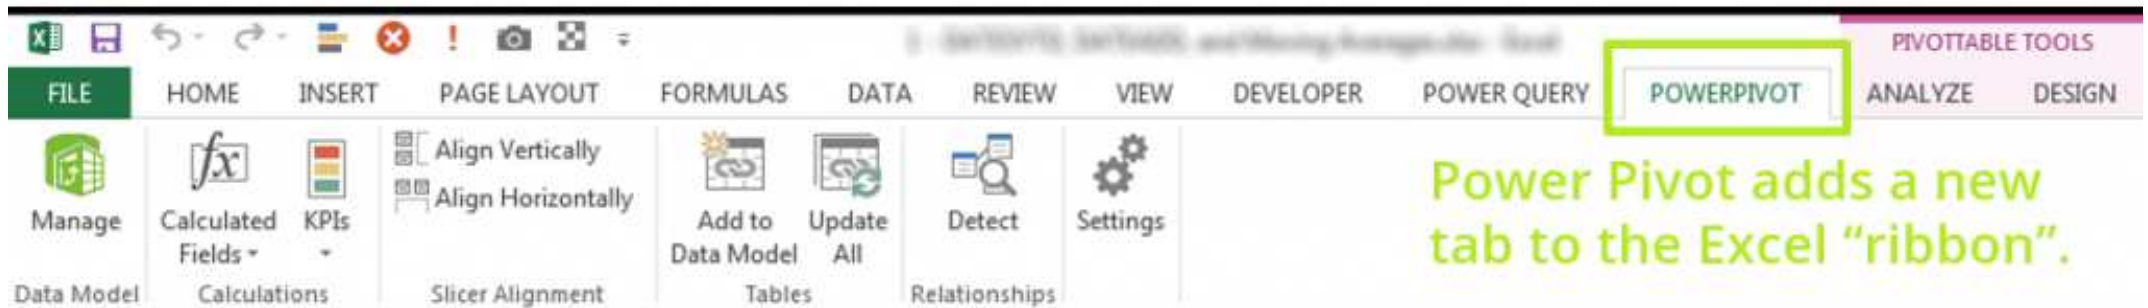 PIVOTTABLE TOOLS
FILE HOME INSERT PAGE LAYOUT FORMULAS DATA REVIEW VIEW DEVELOPER POWER QUERY POWERPIVOT ANALYZE DESIGN
Manage
Calculated
Fields
KPIs
Align Vertically
Align Horizontally
Add to
Data Model
Update
All
Detect
Settings
Data Model
Calculations
Slicer Alignment
Tables
Relationships
Power Pivot adds a new
tab to the Excel “ribbon”.